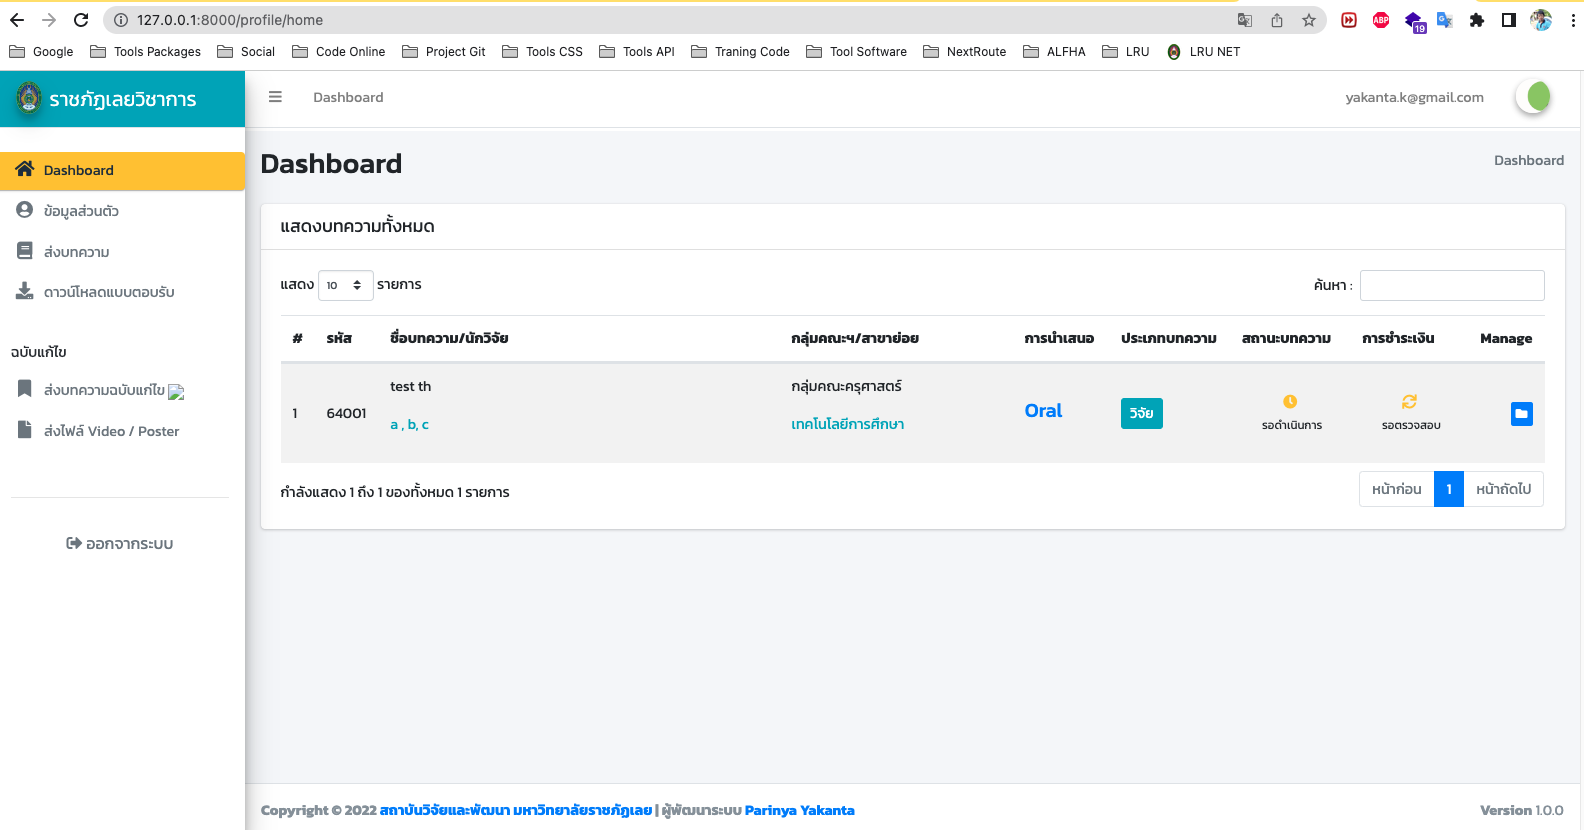 127.0.0.1:8000/profile/home
ABP
19
Google Tools Packages Social Code Online Project Git Tools CSS Tools API Traning Code Tool Software NextRoute ALFHA LRU LRU NET
ราชภัฏเลยวิชาการ
Dashboard
yakanta.k@gmail.com
Dashboard
ข้อมูลส่วนตัว
ส่งบทความ
ดาวน์โหลดแบบตอบรับ
ฉบับแก้ไข
ส่งบทความฉบับแก้ไข
ส่งไฟล์ Video / Poster
ออกจากระบบ
Dashboard
Dashboard
แสดงบทความทั้งหมด
แสดง 10 รายการ
ค้นหา :
# รหัส ชื่อบทความ/นักวิจัย กลุ่มคณะฯ/สาขาย่อย การนำเสนอ ประเภทบทความ สถานะบทความ การชำระเงิน Manage
1 64001 test th กลุ่มคณะครุศาสตร์ Oral วิจัย รอดำเนินการ รอตรวจสอบ
a , b, c เทคโนโลยีการศึกษา
กำลังแสดง 1 ถึง 1 ของทั้งหมด 1 รายการ
หน้าก่อน 1 หน้าถัดไป
Copyright © 2022 สถาบันวิจัยและพัฒนา มหาวิทยาลัยราชภัฏเลย | ผู้พัฒนาระบบ Parinya Yakanta
Version 1.0.0